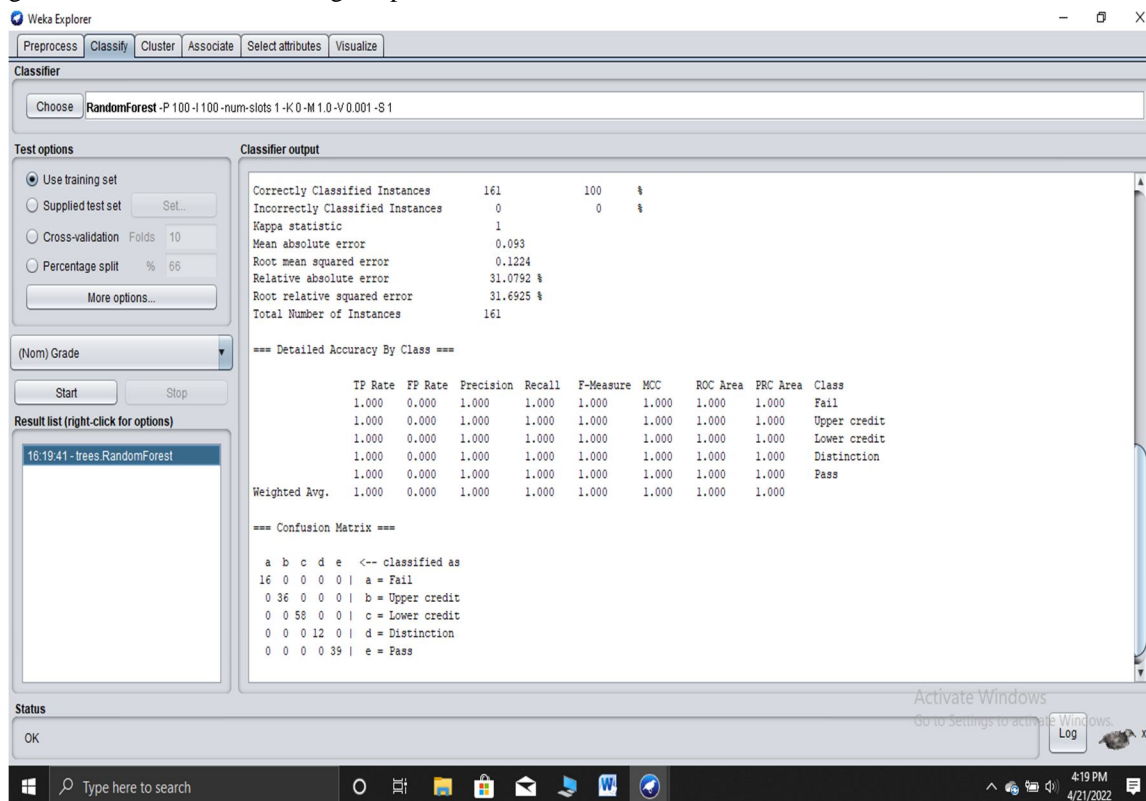 Weka Explorer
Preprocess Classify Cluster Associate Select attributes Visualize
Classifier
Choose RandomForest -P 100 -I 100 -num-slots 1 -K 0 -M 1.0 -V 0.001 -S 1
Test options
Use training set
Supplied test set Set...
Cross-validation Folds 10
Percentage split % 66
More options...
(Nom) Grade
Start Stop
Result list (right-click for options)
16:19:41 - trees.RandomForest
Classifier output
Correctly Classified Instances 161 100 %
Incorrectly Classified Instances 0 0 %
Kappa statistic 1
Mean absolute error 0.093
Root mean squared error 0.1224
Relative absolute error 31.0792 %
Root relative squared error 31.6925 %
Total Number of Instances 161
=== Detailed Accuracy By Class ===
TP Rate FP Rate Precision Recall F-Measure MCC ROC Area PRC Area Class
1.000 0.000 1.000 1.000 1.000 1.000 1.000 1.000 Fail
1.000 0.000 1.000 1.000 1.000 1.000 1.000 1.000 Upper credit
1.000 0.000 1.000 1.000 1.000 1.000 1.000 1.000 Lower credit
1.000 0.000 1.000 1.000 1.000 1.000 1.000 1.000 Distinction
1.000 0.000 1.000 1.000 1.000 1.000 1.000 1.000 Pass
Weighted Avg. 1.000 0.000 1.000 1.000 1.000 1.000 1.000 1.000
=== Confusion Matrix ===
a b c d e <-- classified as
16 0 0 0 0 | a = Fail
0 36 0 0 0 | b = Upper credit
0 0 58 0 0 | c = Lower credit
0 0 0 12 0 | d = Distinction
0 0 0 0 39 | e = Pass
Activate Windows
Go to Settings to activate Windows.
Status
OK
Log x
Type here to search
4:19 PM
4/21/2022